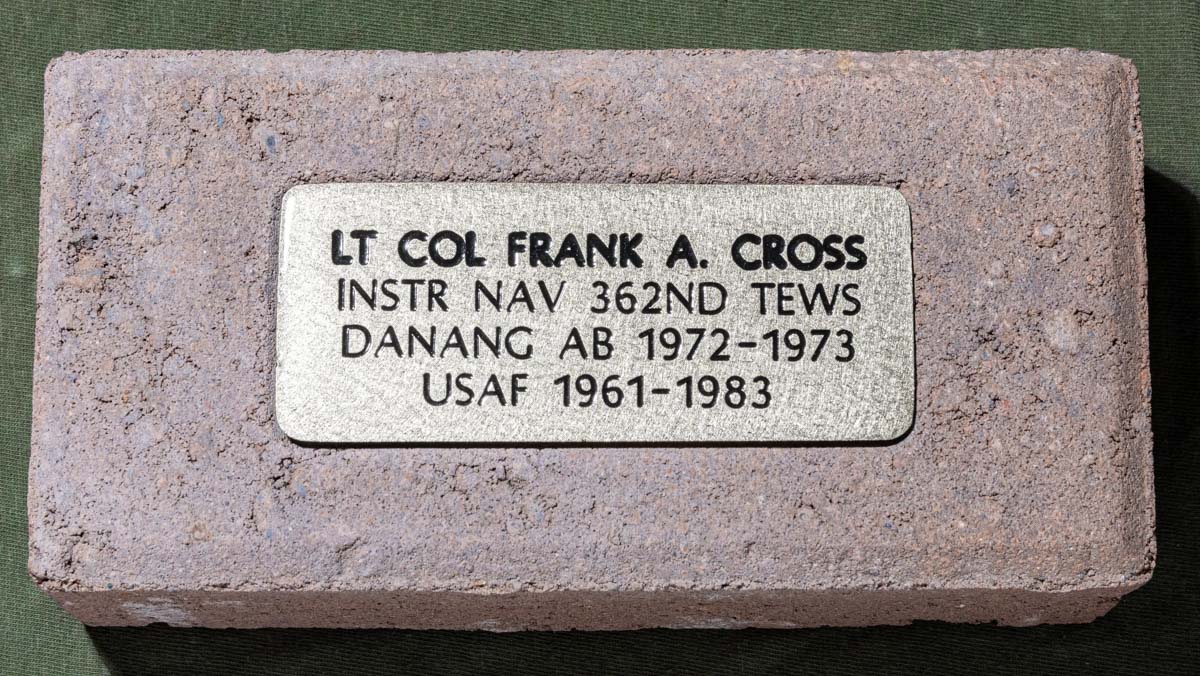 LT COL FRANK A. CROSS
INSTR NAV 362ND TEWS
DANANG AB 1972-1973
USAF 1961-1983